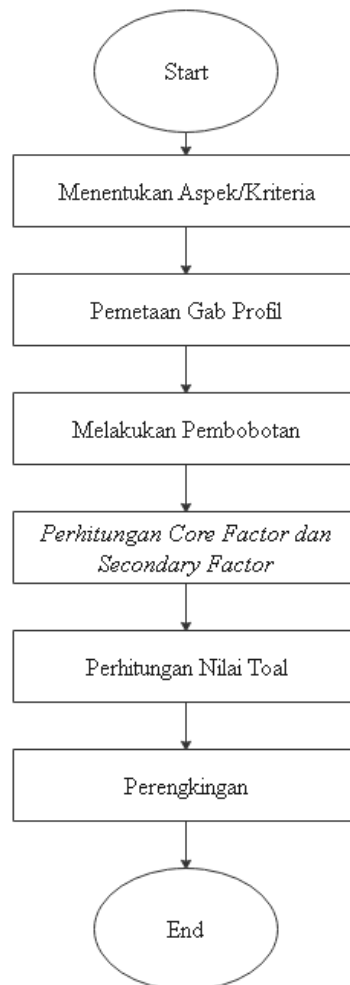 Start
Menentukan Aspek/Kriteria
Pemetaan Gab Profil
Melakukan Pembobotan
Perhitungan Core Factor dan
Secondary Factor
Perhitungan Nilai Toal
Perengkingan
End